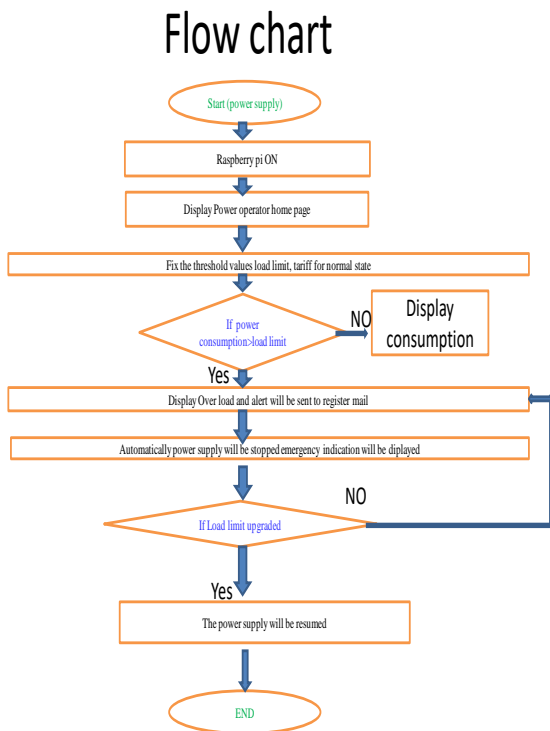 Flow chart
Start (power supply)
Raspberry pi ON
Display Power operator home page
Fix the threshold values load limit, tariff for normal state
If power
consumption>load limit
NO
Display
consumption
Yes
Display Over load and alert will be sent to register mail
Automatically power supply will be stopped emergency indication will be diplayed
If Load limit upgraded
NO
Yes
The power supply will be resumed
END